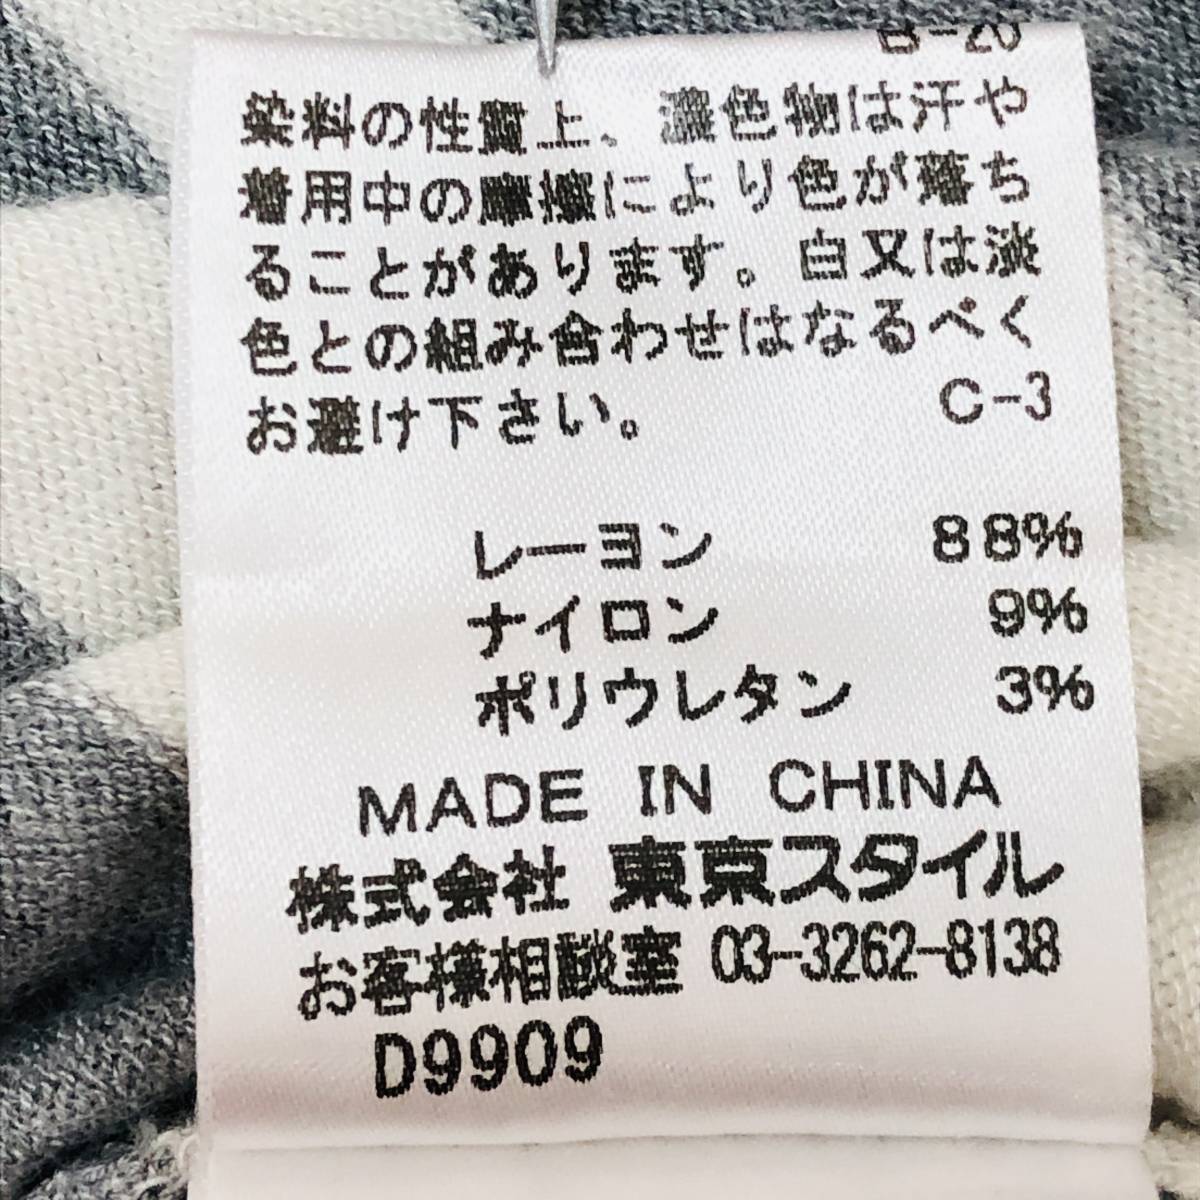 B-20
染料の性質上、濃色物は汗や
着用中の摩擦により色が落ち
ることがあります。白又は淡
色との組み合わせはなるべく
お避け下さい。 C-3
レーヨン 88%
ナイロン 9%
ポリウレタン 3%
MADE IN CHINA
株式会社 東京スタイル
お客様相談室 03-3262-8138
D9909